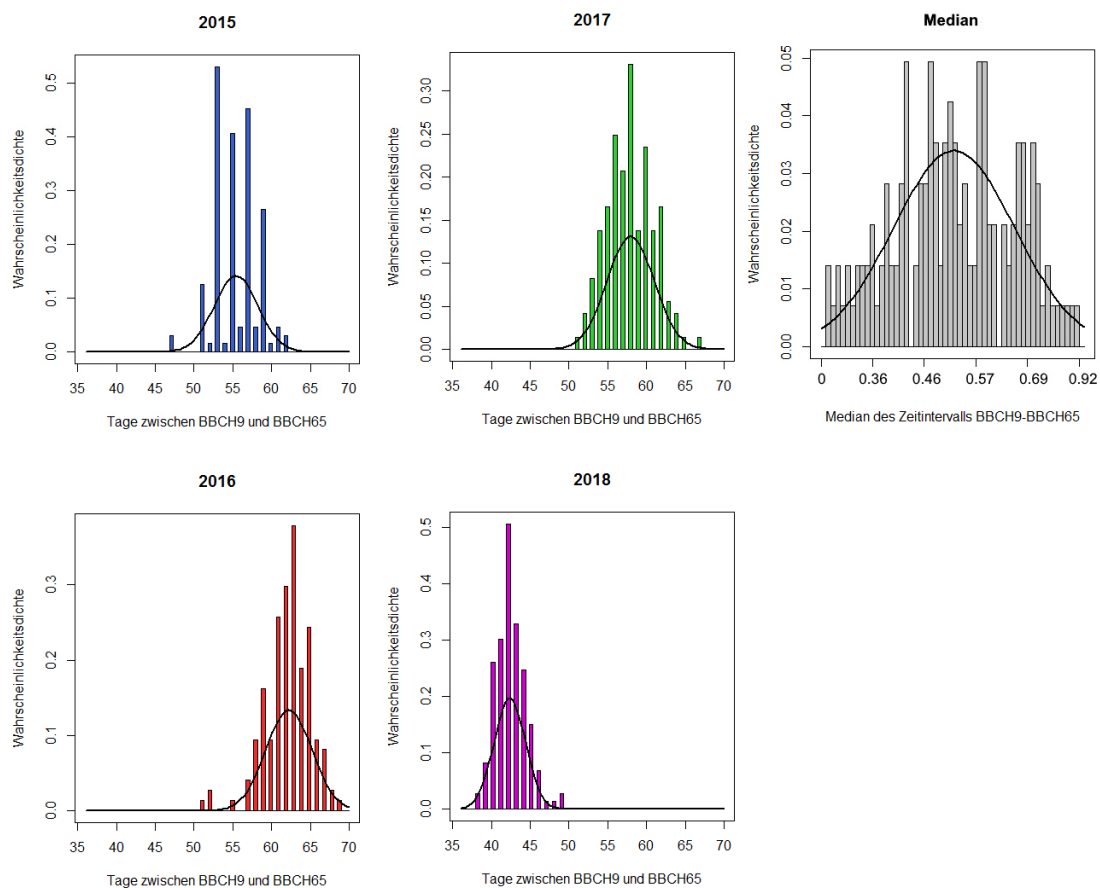 2015
Wahrscheinlichkeitsdichte
0.0 0.1 0.2 0.3 0.4 0.5
35 40 45 50 55 60 65 70
Tage zwischen BBCH9 und BBCH65
2017
Wahrscheinlichkeitsdichte
0.00 0.05 0.10 0.15 0.20 0.25 0.30
35 40 45 50 55 60 65 70
Tage zwischen BBCH9 und BBCH65
Median
Wahrscheinlichkeitsdichte
0.00 0.01 0.02 0.03 0.04 0.05
0 0.36 0.46 0.57 0.69 0.92
Median des Zeitintervalls BBCH9-BBCH65
2016
Wahrscheinlichkeitsdichte
0.0 0.1 0.2 0.3
35 40 45 50 55 60 65 70
Tage zwischen BBCH9 und BBCH65
2018
Wahrscheinlichkeitsdichte
0.0 0.1 0.2 0.3 0.4 0.5
35 40 45 50 55 60 65 70
Tage zwischen BBCH9 und BBCH65